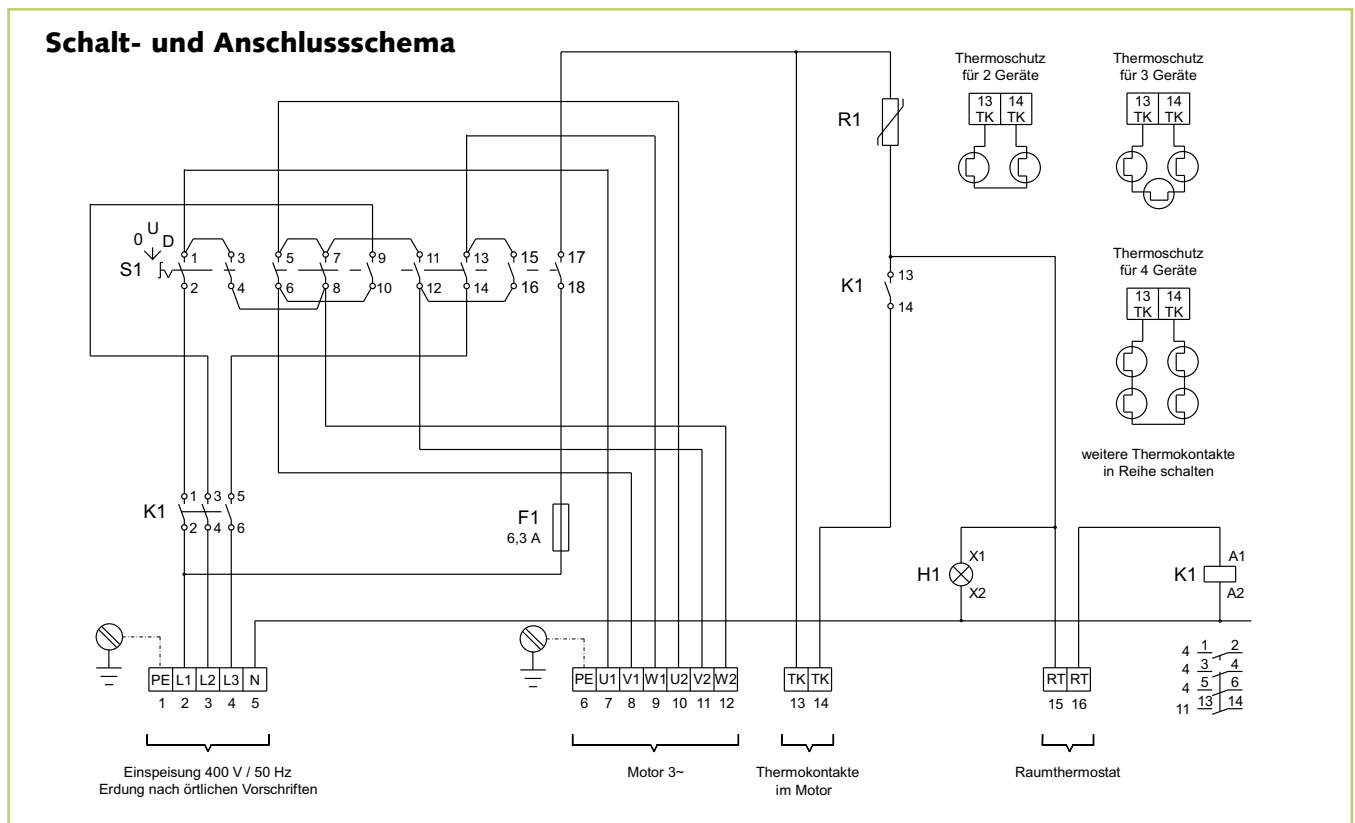 Schalt- und Anschlussschema
Thermoschutz
für 2 Geräte
13 14
TK TK
Thermoschutz
für 3 Geräte
13 14
TK TK
R1
0 U D
S1
1 3 5 7 9 11 13 15 17
2 4 6 8 10 12 14 16 18
K1
13
14
Thermoschutz
für 4 Geräte
13 14
TK TK
weitere Thermokontakte
in Reihe schalten
K1
1 3 5
2 4 6
F1
6,3 A
H1
X1
X2
K1
A1
A2
4 1 2
4 3 4
4 5 6
11 13 14
PE L1 L2 L3 N
1 2 3 4 5
PE U1 V1 W1 U2 V2 W2
6 7 8 9 10 11 12
TK TK
13 14
RT RT
15 16
Einspeisung 400 V / 50 Hz
Erdung nach örtlichen Vorschriften
Motor 3~
Thermokontakte
im Motor
Raumthermostat